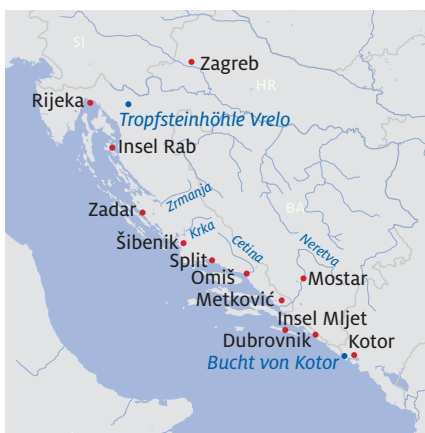 SI
Zagreb
HR
Rijeka
Tropfsteinhöhle Vrelo
Insel Rab
Zrmanja
BA
Zadar
Krka
Šibenik
Cetina
Neretva
Split
Omiš
Mostar
Metković
Insel Mljet
Dubrovnik
Kotor
Bucht von Kotor